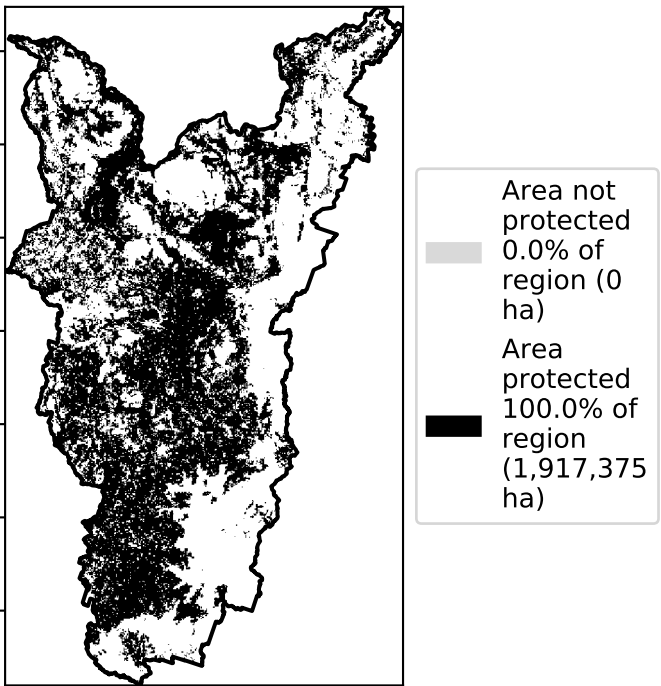 Area not
protected
0.0% of
region (0
ha)
Area
protected
100.0% of
region
(1,917,375
ha)